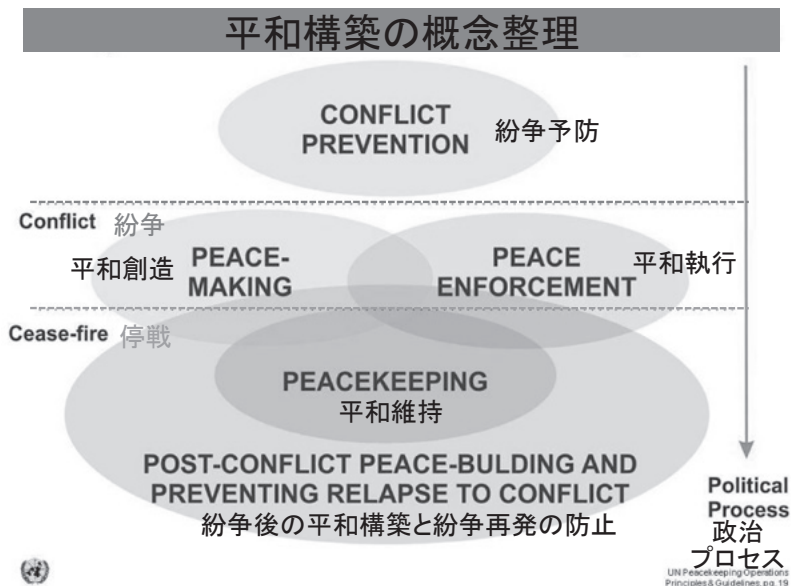 平和構築の概念整理
CONFLICT
PREVENTION
紛争予防
Conflict 紛争
平和創造
PEACE-
MAKING
PEACE
ENFORCEMENT
平和執行
Cease-fire 停戦
PEACEKEEPING
平和維持
POST-CONFLICT PEACE-BULDING AND
PREVENTING RELAPSE TO CONFLICT
紛争後の平和構築と紛争再発の防止
Political
Process
政治
プロセス
UN Peacekeeping Operations
Principles & Guidelines, pg. 19